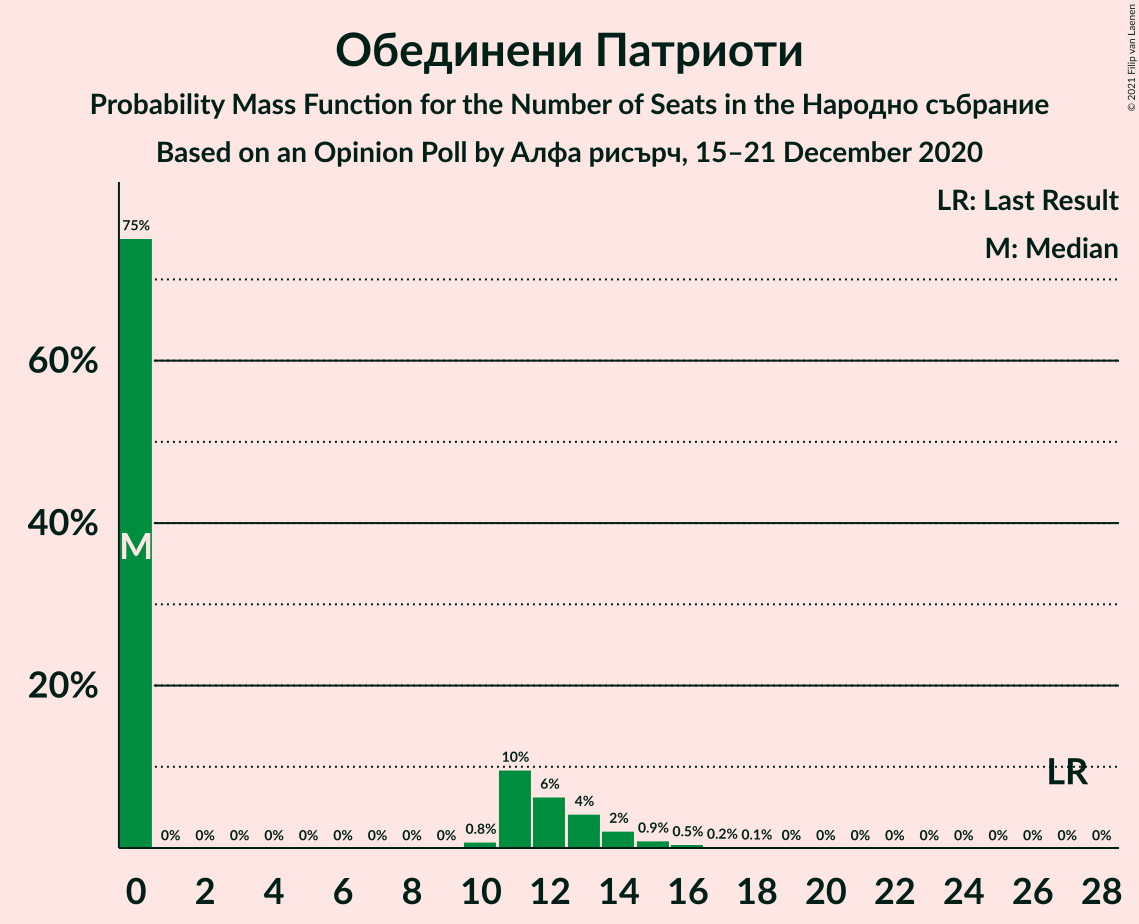 Обединени Патриоти
Probability Mass Function for the Number of Seats in the Народно събрание
Based on an Opinion Poll by Алфа рисърч, 15–21 December 2020
© 2021 Filip van Laenen
LR: Last Result
M: Median
75%
60%
40%
M
20%
10%
LR
6%
4%
2%
0% 0% 0% 0% 0% 0% 0% 0% 0% 0.8% 0.9% 0.5% 0.2% 0.1% 0% 0% 0% 0% 0% 0% 0% 0% 0% 0%
0 2 4 6 8 10 12 14 16 18 20 22 24 26 28